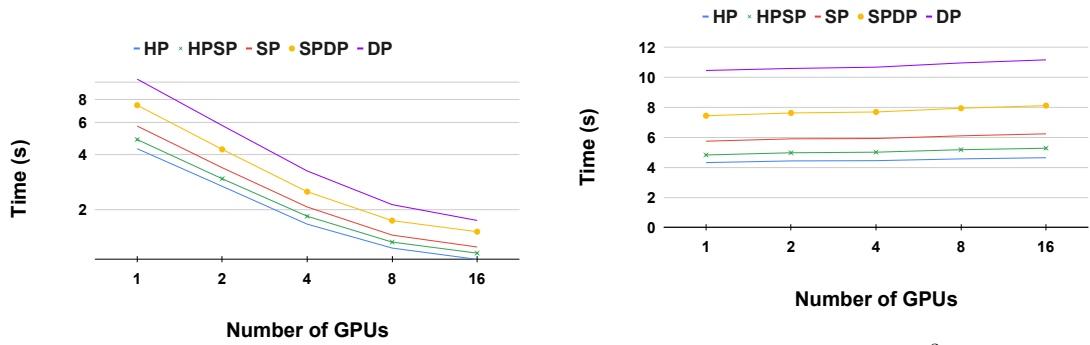 HP HPSP SP SPDP DP
8
6
4
2
Time (s)
1 2 4 8 16
Number of GPUs
HP HPSP SP SPDP DP
12
10
8
6
4
2
0
Time (s)
1 2 4 8 16
Number of GPUs